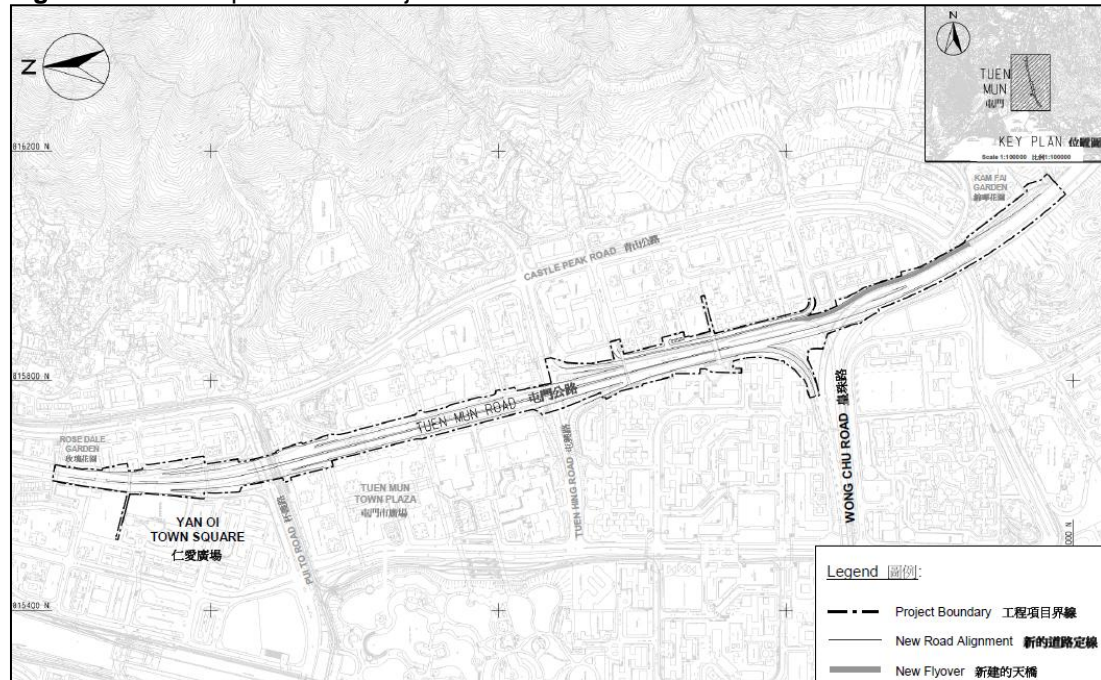 N
816200 N
815800 N
815400 N
N
TUEN
MUN
屯門
KEY PLAN 位置圖
Scale 1:100000 比例1:100000
KAM FAI
GARDEN
CASTLE PEAK ROAD 青山公路
TUEN MUN ROAD 屯門公路
ROSE DALE
GARDEN
玫瑰花園
YAN OI
TOWN SQUARE
仁愛廣場
PUI TO ROAD 杯渡路
TUEN MUN
TOWN PLAZA
屯門市廣場
TUEN HING ROAD 屯興路
WONG CHU ROAD 皇珠路
Legend 圖例:
Project Boundary 工程項目界線
New Road Alignment 新的道路定線
New Flyover 新建的天橋